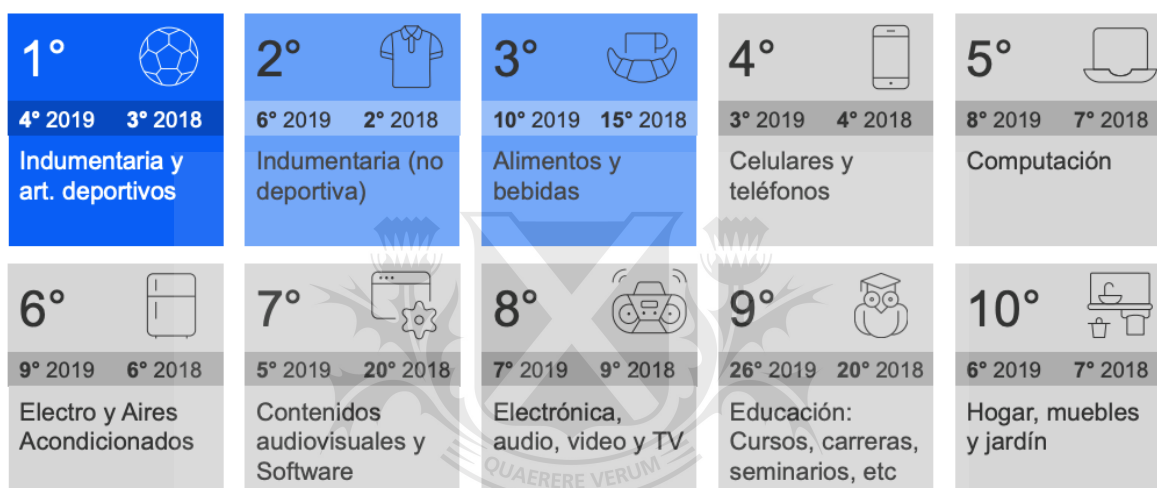 1°
4° 2019 3° 2018
Indumentaria y
art. deportivos
2°
6° 2019 2° 2018
Indumentaria (no
deportiva)
3°
10° 2019 15° 2018
Alimentos y
bebidas
4°
3° 2019 4° 2018
Celulares y
teléfonos
5°
8° 2019 7° 2018
Computación
6°
9° 2019 6° 2018
Electro y Aires
Acondicionados
7°
5° 2019 20° 2018
Contenidos
audiovisuales y
Software
8°
7° 2019 9° 2018
Electrónica,
audio, video y TV
9°
26° 2019 20° 2018
Educación:
Cursos, carreras,
seminarios, etc
10°
6° 2019 7° 2018
Hogar, muebles
y jardín
QUAERERE VERUM